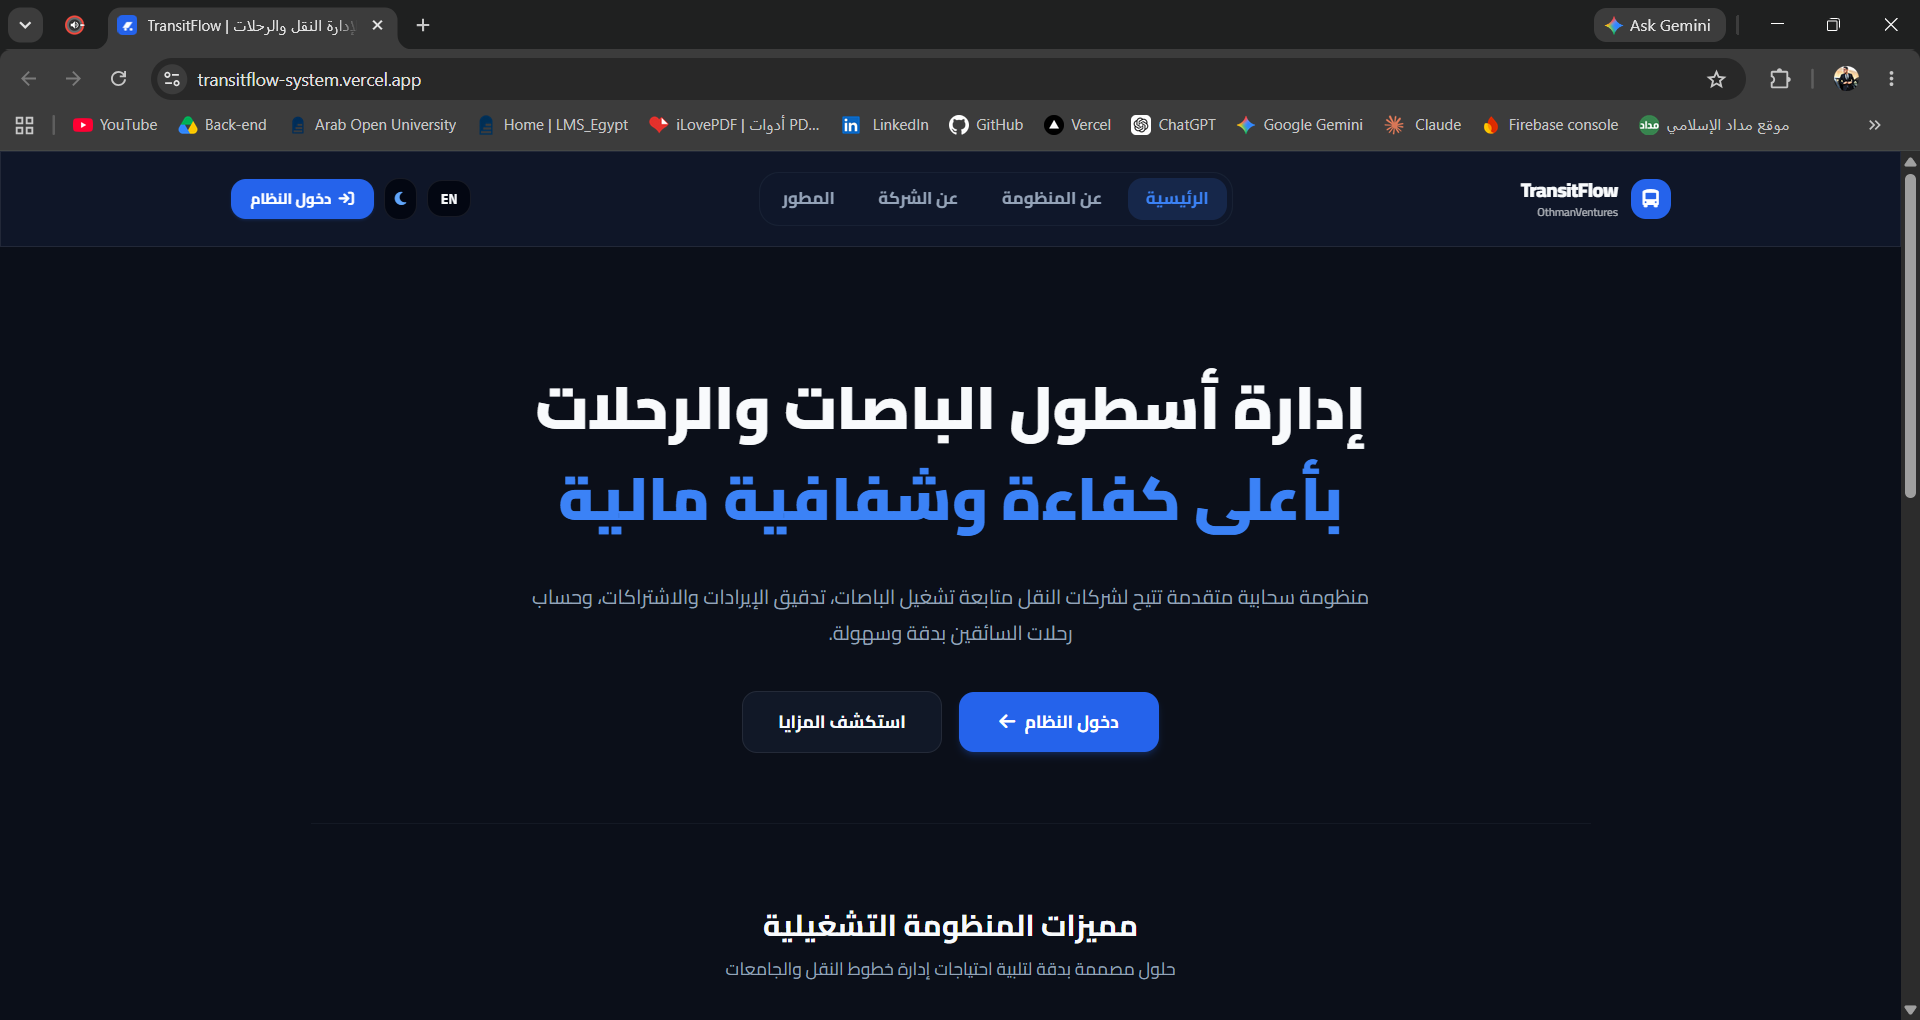 TransitFlow | لإدارة النقل والرحلات
Ask Gemini
transitflow-system.vercel.app
YouTube
Back-end
Arab Open University
Home | LMS_Egypt
iLovePDF | أدوات PD...
LinkedIn
GitHub
Vercel
ChatGPT
Google Gemini
Claude
Firebase console
موقع مداد الإسلامي
TransitFlow
OthmanVentures
الرئيسية
عن المنظومة
عن الشركة
المطور
EN
دخول النظام
إدارة أسطول الباصات والرحلات
بأعلى كفاءة وشفافية مالية
منظومة سحابية متقدمة تتيح لشركات النقل متابعة تشغيل الباصات، تدقيق الإيرادات والاشتراكات، وحساب
رحلات السائقين بدقة وسهولة.
دخول النظام
استكشف المزايا
مميزات المنظومة التشغيلية
حلول مصممة بدقة لتلبية احتياجات إدارة خطوط النقل والجامعات